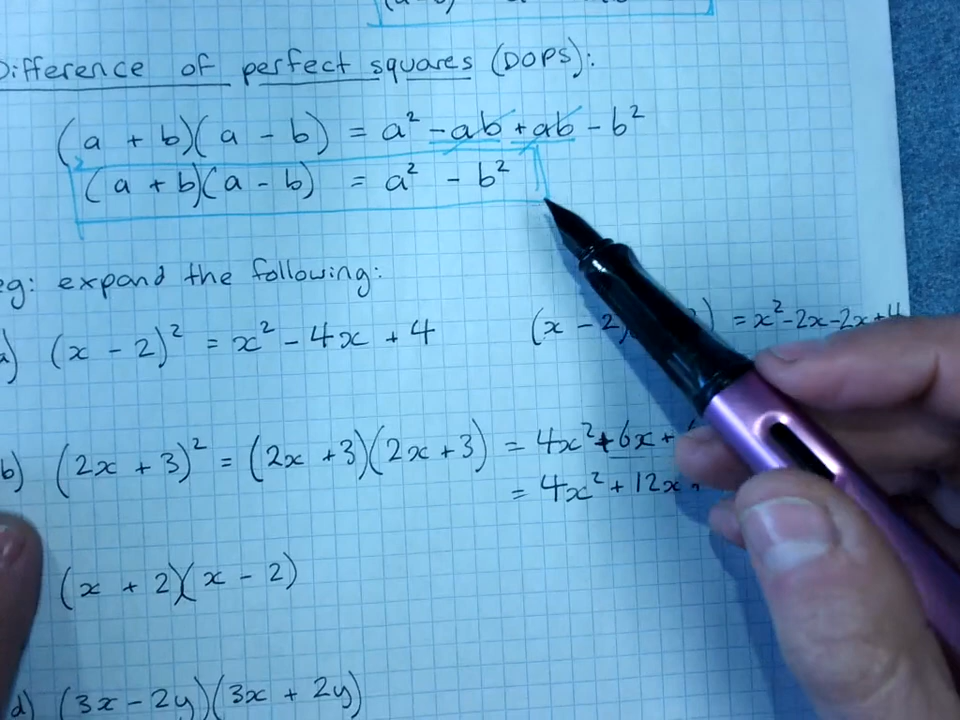 Difference of perfect squares (DOPS):
(a + b)(a - b) = a² - ab + ab - b²
(a + b)(a - b) = a² - b²
eg: expand the following:
a) (x - 2)² = x² - 4x + 4 (x - 2) = x² - 2x - 2x + 4
b) (2x + 3)² = (2x + 3)(2x + 3) = 4x² + 6x +
= 4x² + 12x
(x + 2)(x - 2)
d) (3x - 2y)(3x + 2y)